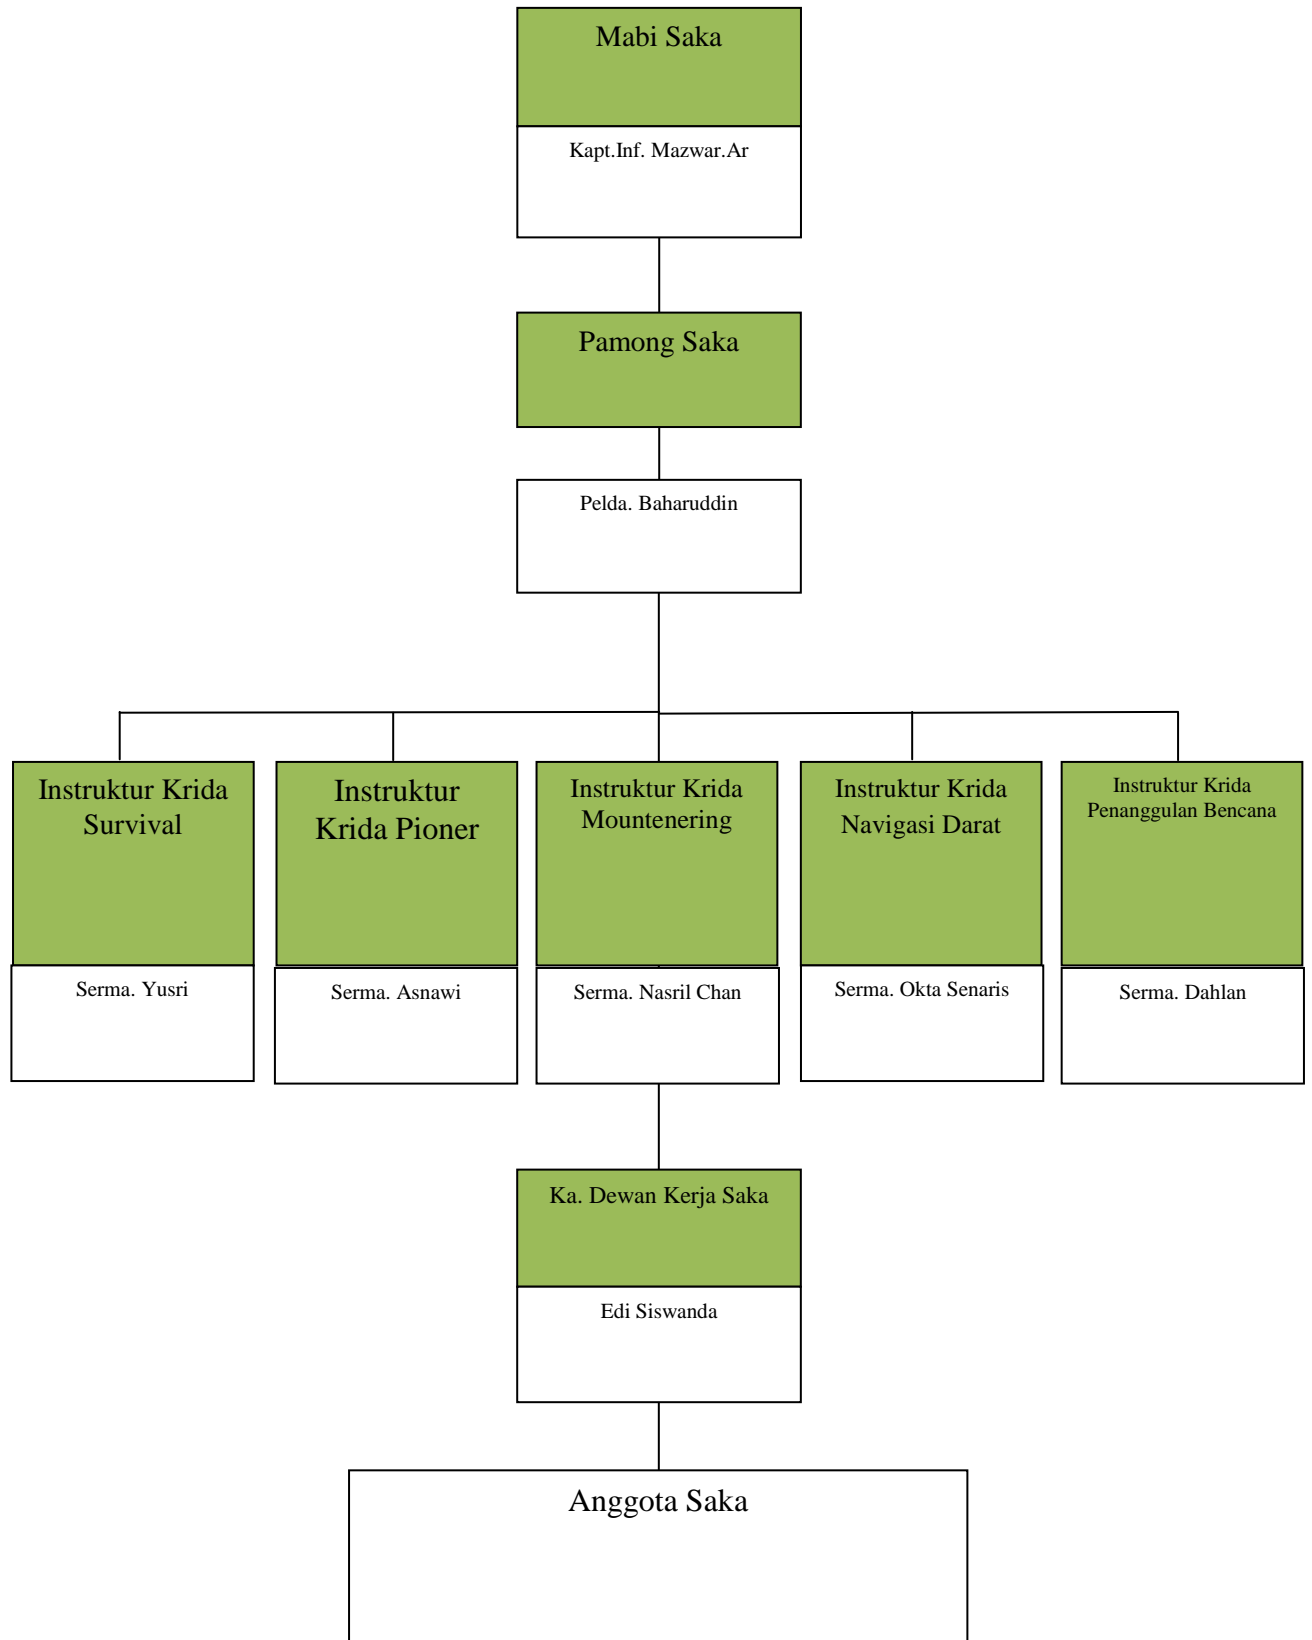 Mabi Saka
Kapt.Inf. Mazwar.Ar
Pamong Saka
Pelda. Baharuddin
Instruktur Krida
Survival
Serma. Yusri
Instruktur
Krida Pioner
Serma. Asnawi
Instruktur Krida
Mountenering
Serma. Nasril Chan
Instruktur Krida
Navigasi Darat
Serma. Okta Senaris
Instruktur Krida
Penanggulan Bencana
Serma. Dahlan
Ka. Dewan Kerja Saka
Edi Siswanda
Anggota Saka